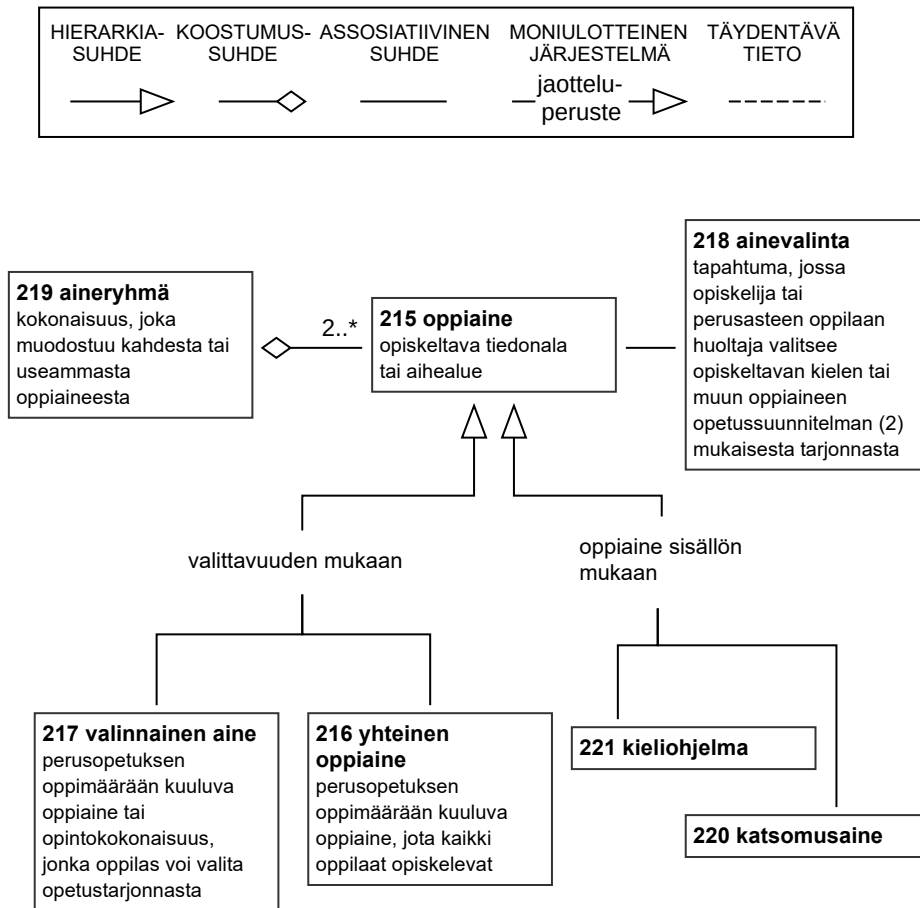 HIERARKIA-
SUHDE
KOOSTUMUS-
SUHDE
ASSOSIATIIVINEN
SUHDE
MONIULOTTEINEN
JÄRJESTELMÄ
jaottelu-
peruste
TÄYDENTÄVÄ
TIETO
219 aineryhmä
kokonaisuus, joka
muodostuu kahdesta tai
useammasta
oppiaineesta
2..*
215 oppiaine
opiskeltava tiedonala
tai aihealue
218 ainevalinta
tapahtuma, jossa
opiskelija tai
perusasteen oppilaan
huoltaja valitsee
opiskeltavan kielen tai
muun oppiaineen
opetussuunnitelman (2)
mukaisesta tarjonnasta
valittavuuden mukaan
oppiaine sisällön
mukaan
217 valinnainen aine
perusopetuksen
oppimäärään kuuluva
oppiaine tai
opintokokonaisuus,
jonka oppilas voi valita
opetustarjonnasta
216 yhteinen
oppiaine
perusopetuksen
oppimäärään kuuluva
oppiaine, jota kaikki
oppilaat opiskelevat
221 kieliohjelma
220 katsomusaine